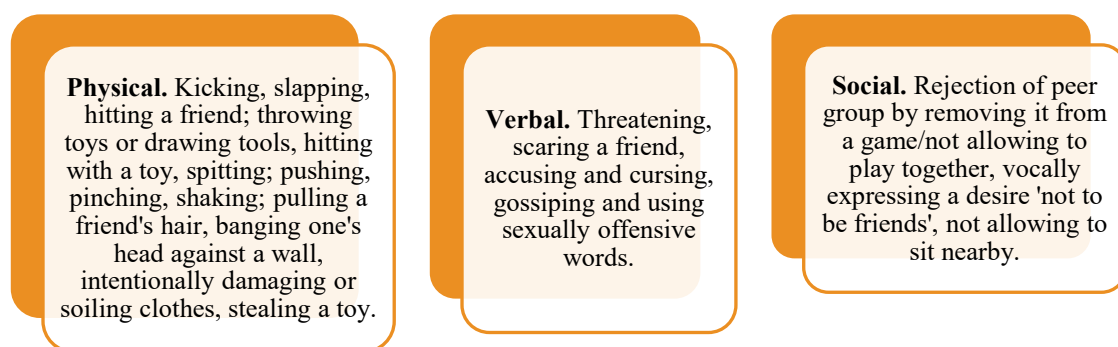 Physical. Kicking, slapping,
hitting a friend; throwing
toys or drawing tools, hitting
with a toy, spitting; pushing,
pinching, shaking; pulling a
friend's hair, banging one's
head against a wall,
intentionally damaging or
soiling clothes, stealing a toy.
Verbal. Threatening,
scaring a friend,
accusing and cursing,
gossiping and using
sexually offensive
words.
Social. Rejection of peer
group by removing it from
a game/not allowing to
play together, vocally
expressing a desire 'not to
be friends', not allowing to
sit nearby.